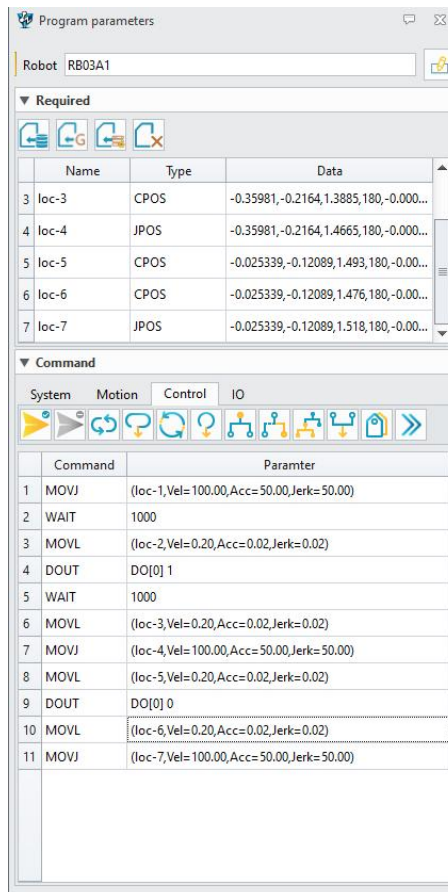 Program parameters
Robot RB03A1
Required
Name Type Data
3 loc-3 CPOS -0.35981,-0.2164,1.3885,180,-0.000...
4 loc-4 JPOS -0.35981,-0.2164,1.4665,180,-0.000...
5 loc-5 CPOS -0.025339,-0.12089,1.493,180,-0.00...
6 loc-6 CPOS -0.025339,-0.12089,1.476,180,-0.00...
7 loc-7 JPOS -0.025339,-0.12089,1.518,180,-0.00...
Command
System Motion Control IO
Command Paramter
1 MOVJ (loc-1,Vel=100.00,Acc=50.00,Jerk=50.00)
2 WAIT 1000
3 MOVL (loc-2,Vel=0.20,Acc=0.02,Jerk=0.02)
4 DOUT DO[0] 1
5 WAIT 1000
6 MOVL (loc-3,Vel=0.20,Acc=0.02,Jerk=0.02)
7 MOVJ (loc-4,Vel=100.00,Acc=50.00,Jerk=50.00)
8 MOVL (loc-5,Vel=0.20,Acc=0.02,Jerk=0.02)
9 DOUT DO[0] 0
10 MOVL (loc-6,Vel=0.20,Acc=0.02,Jerk=0.02)
11 MOVJ (loc-7,Vel=100.00,Acc=50.00,Jerk=50.00)